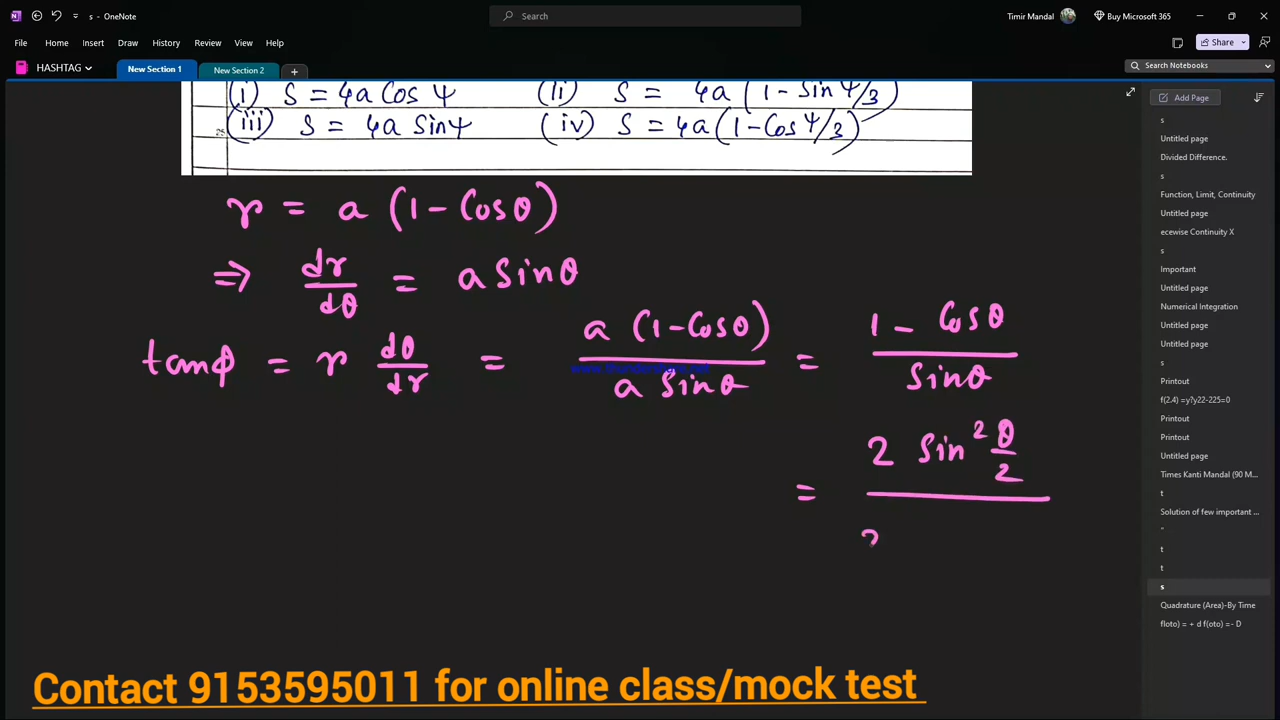 s - OneNote
Search
Timir Mandal
Buy Microsoft 365
File Home Insert Draw History Review View Help
Share
HASHTAG
New Section 1
New Section 2
+
Search Notebooks
Add Page
s
Untitled page
Divided Difference.
s
Function, Limit, Continuity
Untitled page
ecewise Continuity X
s
Important
Untitled page
Numerical Integration
Untitled page
Untitled page
s
Printout
f(2.4) =y?y22-225=0
Printout
Printout
Untitled page
Times Kanti Mandal (90 M...
t
Solution of few important ...
"
t
t
s
Quadrature (Area)-By Time
floto) = + d f(oto) =- D
(i) S = 4a Cos ψ (ii) S = 4a (1 - Sin ψ/3)
25 (iii) S = 4a Sinψ (iv) S = 4a (1 - Cos ψ/3)
r = a (1 - Cosθ)
⇒ dr/dθ = a Sinθ
tanφ = r dθ/dr = a (1-Cosθ)/a Sinθ = 1 - Cosθ/Sinθ
= 2 Sin² θ/2
2
Contact 9153595011 for online class/mock test